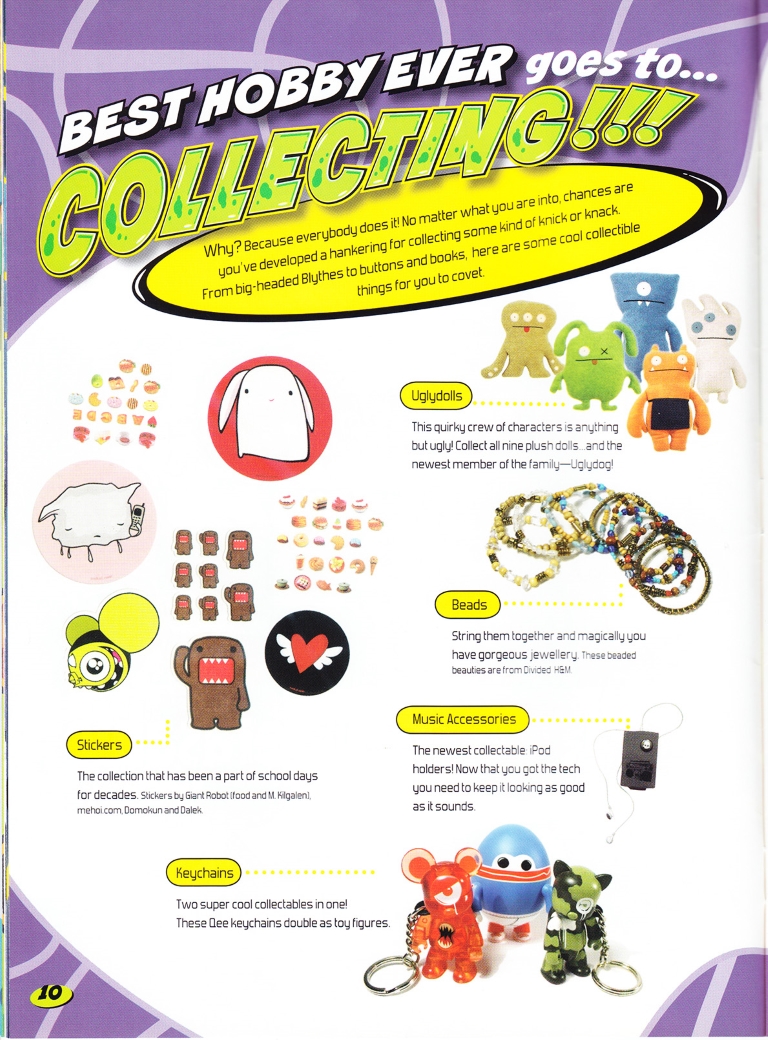 BEST HOBBY EVER goes to...
COLLECTING!!!
Why? Because everybody does it! No matter what you are into, chances are
you've developed a hankering for collecting some kind of knick or knack.
From big-headed Blythes to buttons and books, here are some cool collectible
things for you to covet.
Uglydolls
This quirky crew of characters is anything
but ugly! Collect all nine plush dolls...and the
newest member of the family—Uglydog!
Beads
String them together and magically you
have gorgeous jewellery. These beaded
beauties are from Divided H&M.
Stickers
The collection that has been a part of school days
for decades. Stickers by Giant Robot (food and M. Kilgalen),
mehoi.com, Domokun and Dalek.
Music Accessories
The newest collectable: iPod
holders! Now that you got the tech
you need to keep it looking as good
as it sounds.
Keychains
Two super cool collectables in one!
These Qee keychains double as toy figures.
10